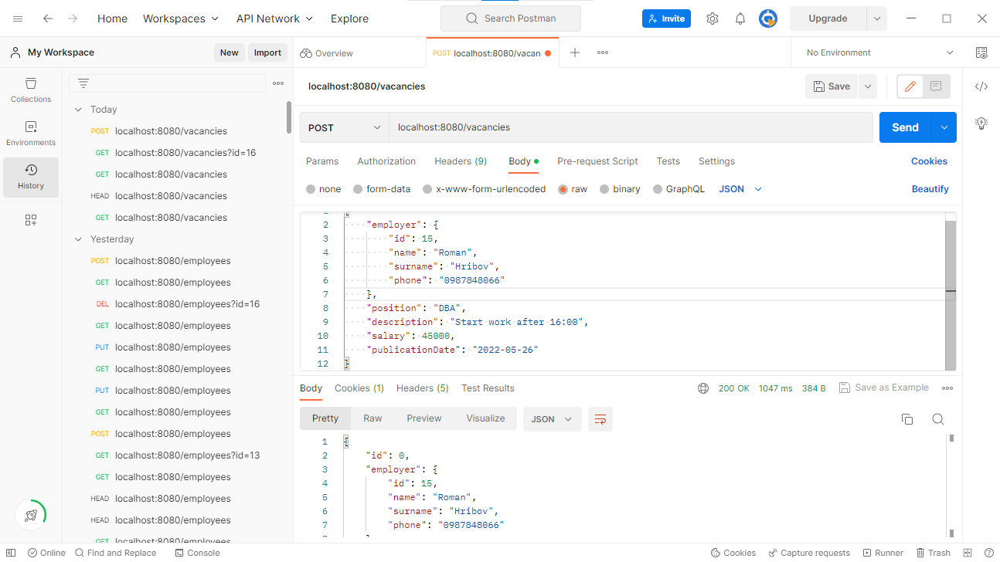 Home Workspaces API Network Explore Search Postman Invite Upgrade
My Workspace New Import Overview POST localhost:8080/vacan No Environment
Collections
Environments
History
Today
POST localhost:8080/vacancies
GET localhost:8080/vacancies?id=16
GET localhost:8080/vacancies
HEAD localhost:8080/vacancies
GET localhost:8080/vacancies
Yesterday
POST localhost:8080/employees
GET localhost:8080/employees
DEL localhost:8080/employees?id=16
GET localhost:8080/employees
PUT localhost:8080/employees
GET localhost:8080/employees
PUT localhost:8080/employees
GET localhost:8080/employees
POST localhost:8080/employees
GET localhost:8080/employees?id=13
GET localhost:8080/employees
HEAD localhost:8080/employees
HEAD localhost:8080/employees
GET localhost:8080/employees
localhost:8080/vacancies Save
POST localhost:8080/vacancies Send
Params Authorization Headers (9) Body Pre-request Script Tests Settings Cookies
none form-data x-www-form-urlencoded raw binary GraphQL JSON Beautify
1 {
2 "employer": {
3 "id": 15,
4 "name": "Roman",
5 "surname": "Hribov",
6 "phone": "0987848066"
7 },
8 "position": "DBA",
9 "description": "Start work after 16:00",
10 "salary": 45000,
11 "publicationDate": "2022-05-26"
12 }
Body Cookies (1) Headers (5) Test Results 200 OK 1047 ms 384 B Save as Example
Pretty Raw Preview Visualize JSON
1 {
2 "id": 0,
3 "employer": {
4 "id": 15,
5 "name": "Roman",
6 "surname": "Hribov",
7 "phone": "0987848066"
Online Find and Replace Console Cookies Capture requests Runner Trash